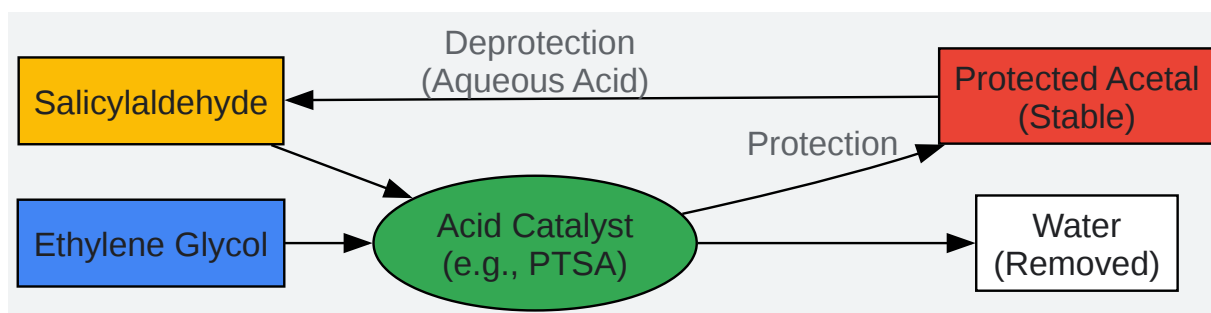 Deprotection
(Aqueous Acid)
Salicylaldehyde
Protected Acetal
(Stable)
Protection
Ethylene Glycol
Acid Catalyst
(e.g., PTSA)
Water
(Removed)